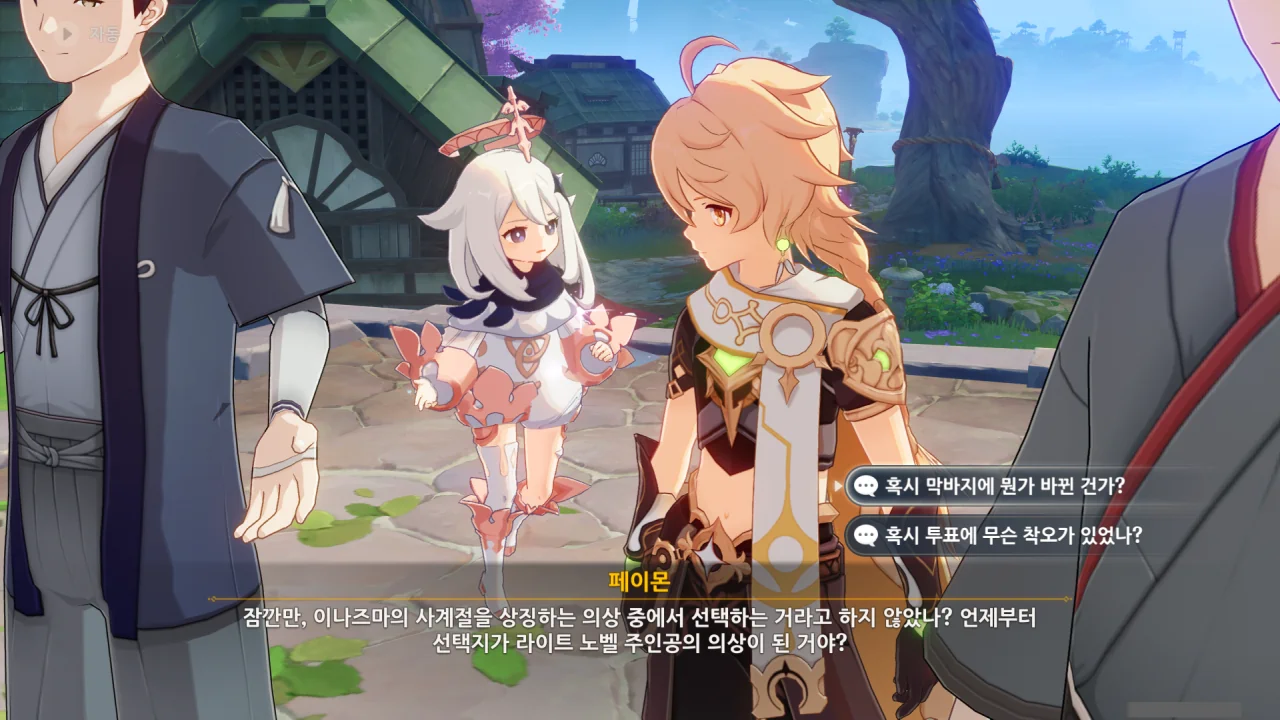 자동
혹시 막바지에 뭔가 바뀐 건가?
혹시 투표에 무슨 착오가 있었나?
페이몬
잠깐만, 이나즈마의 사계절을 상징하는 의상 중에서 선택하는 거라고 하지 않았나? 언제부터
선택지가 라이트 노벨 주인공의 의상이 된 거야?